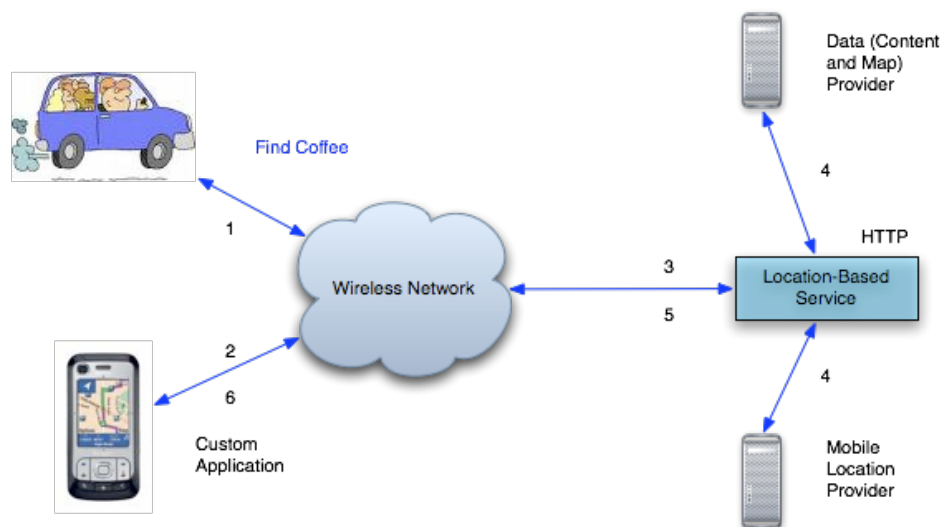 Data (Content
and Map)
Provider
Find Coffee
4
1
HTTP
3
Location-Based
Service
Wireless Network
5
2
4
6
Custom
Application
Mobile
Location
Provider